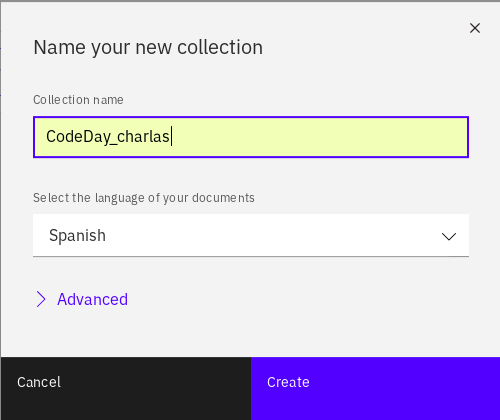 Name your new collection
Collection name
CodeDay_charlas
Select the language of your documents
Spanish
Advanced
Cancel
Create